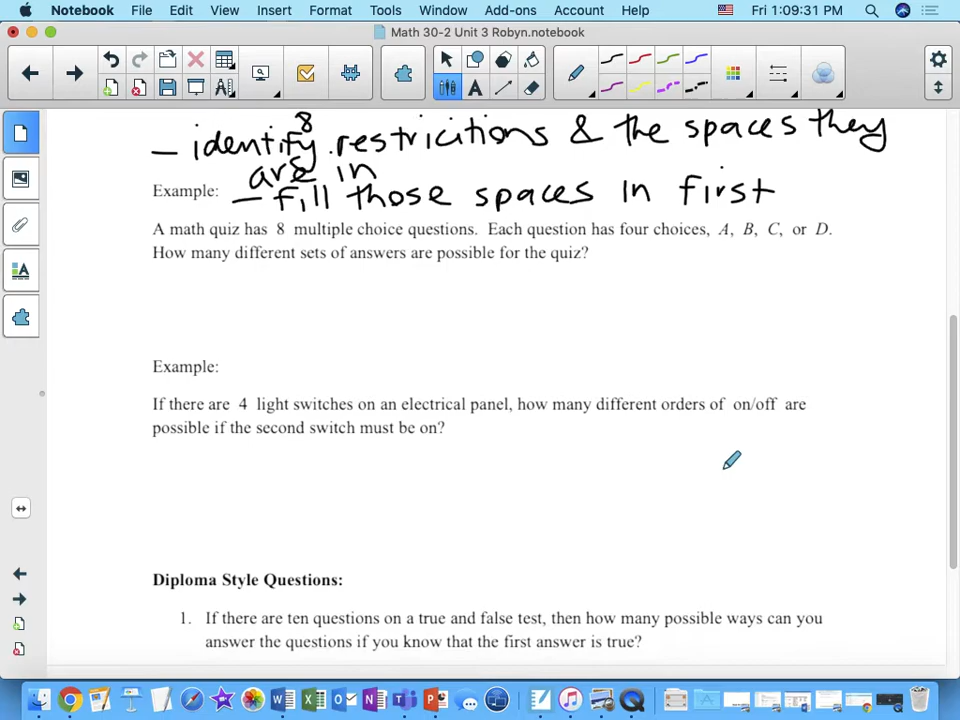 Notebook File Edit View Insert Format Tools Window Add-ons Account Help Fri 1:09:31 PM
Math 30-2 Unit 3 Robyn.notebook
8
– identify restricitions & the spaces they
are in
Example: – fill those spaces in first
A math quiz has 8 multiple choice questions. Each question has four choices, A, B, C, or D.
How many different sets of answers are possible for the quiz?
Example:
If there are 4 light switches on an electrical panel, how many different orders of on/off are
possible if the second switch must be on?
Diploma Style Questions:
1. If there are ten questions on a true and false test, then how many possible ways can you
answer the questions if you know that the first answer is true?